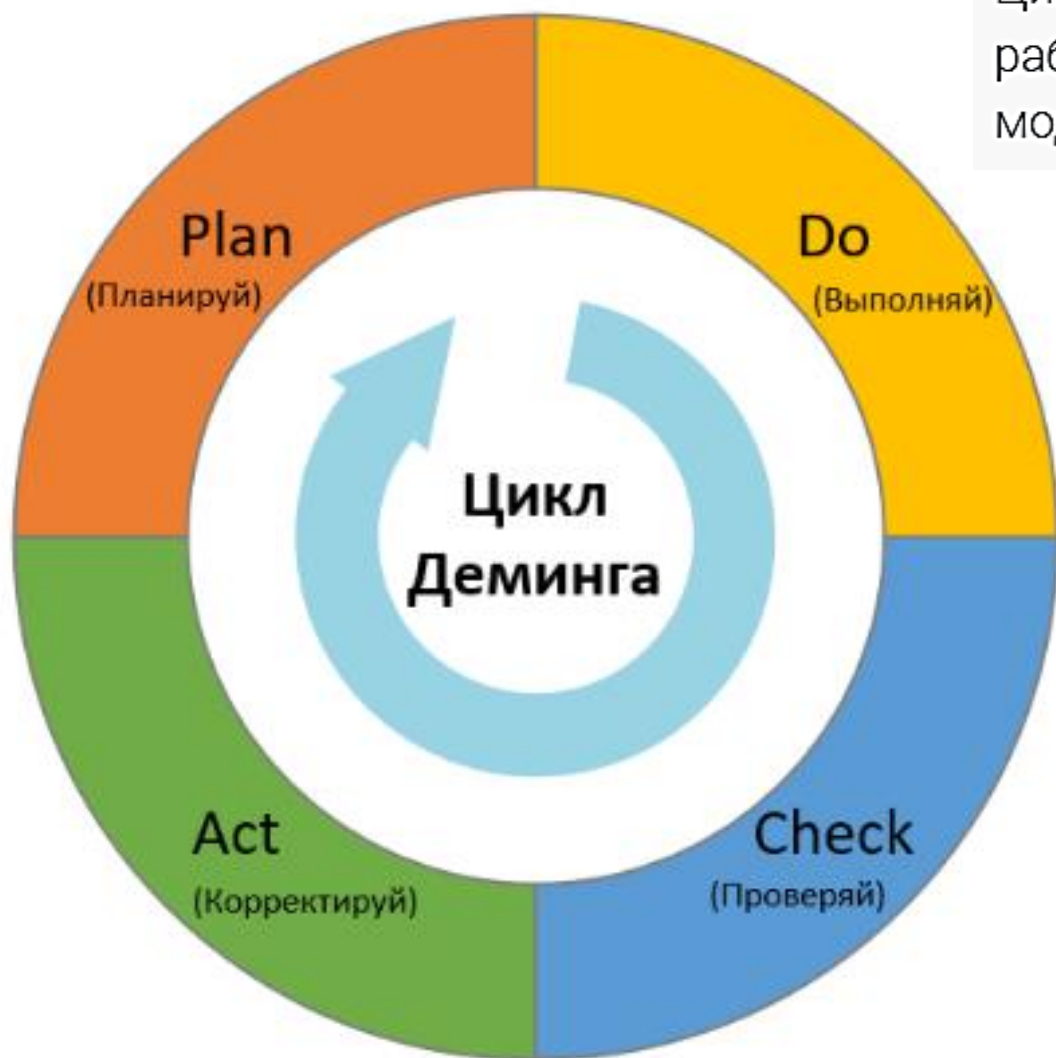 Plan
(Планируй)
Do
(Выполняй)
Цикл
Деминга
Act
(Корректируй)
Check
(Проверяй)